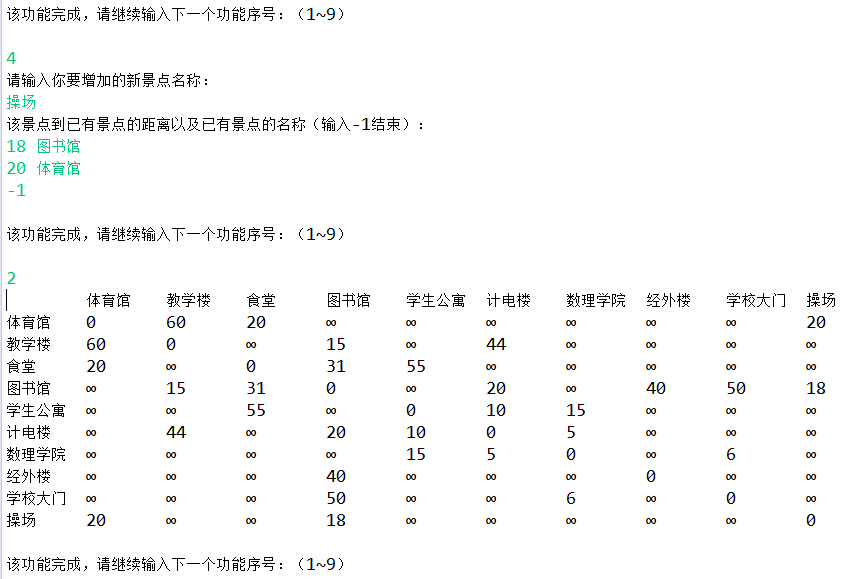 该功能完成，请继续输入下一个功能序号：（1~9）
4
请输入你要增加的新景点名称：
操场
该景点到已有景点的距离以及已有景点的名称（输入-1结束）：
18 图书馆
20 体育馆
-1
该功能完成，请继续输入下一个功能序号：（1~9）
2
体育馆 教学楼 食堂 图书馆 学生公寓 计电楼 数理学院 经外楼 学校大门 操场
体育馆 0 60 20 ∞ ∞ ∞ ∞ ∞ ∞ 20
教学楼 60 0 ∞ 15 ∞ 44 ∞ ∞ ∞ ∞
食堂 20 ∞ 0 31 55 ∞ ∞ ∞ ∞ ∞
图书馆 ∞ 15 31 0 ∞ 20 ∞ 40 50 18
学生公寓 ∞ ∞ 55 ∞ 0 10 15 ∞ ∞ ∞
计电楼 ∞ 44 ∞ 20 10 0 5 ∞ ∞ ∞
数理学院 ∞ ∞ ∞ ∞ 15 5 0 ∞ 6 ∞
经外楼 ∞ ∞ ∞ 40 ∞ ∞ ∞ 0 ∞ ∞
学校大门 ∞ ∞ ∞ 50 ∞ ∞ 6 ∞ 0 ∞
操场 20 ∞ ∞ 18 ∞ ∞ ∞ ∞ ∞ 0
该功能完成，请继续输入下一个功能序号：（1~9）